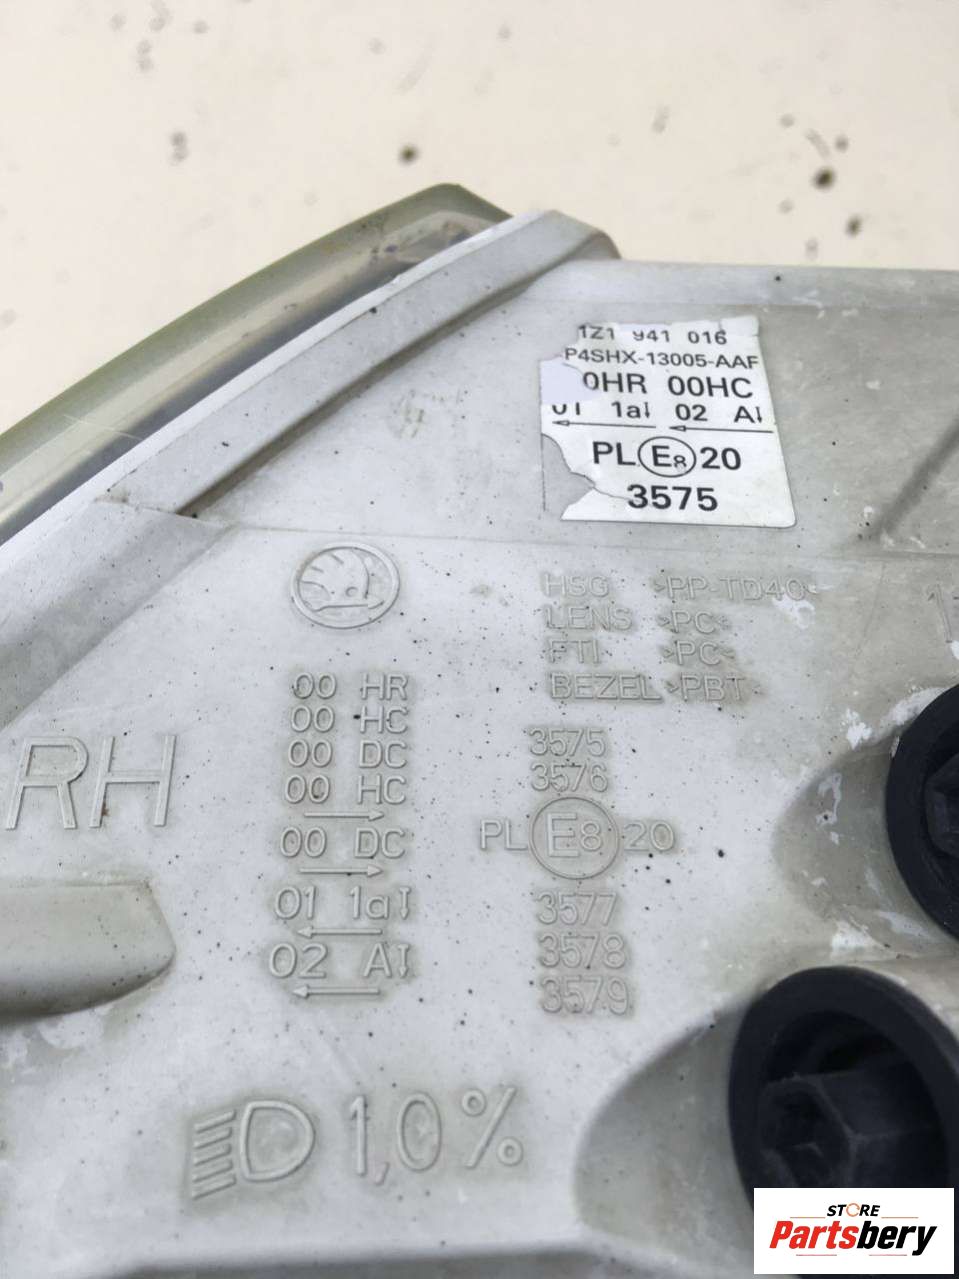 1Z1 941 016
P4SHX-13005-AAF
0HR 00HC
01 1a 02 A
PL E8 20
3575
HSG >PP-TD40<
LENS >PC<
FTI >PC<
BEZEL >PBT<
00 HR
00 HC
00 DC
00 HC
00 DC
01 1a
02 A
RH
3575
3576
PL E8 20
3577
3578
3579
1,0%
STORE
Partsbery